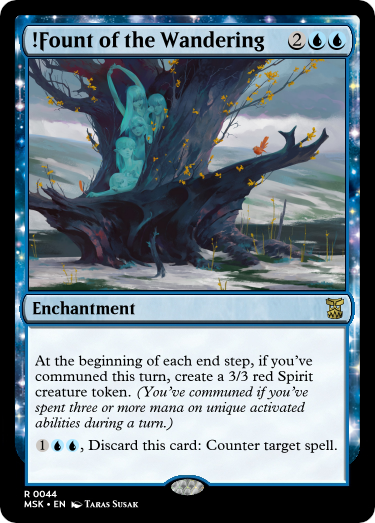 !Fount of the Wandering 2
Enchantment
At the beginning of each end step, if you've
communed this turn, create a 3/3 red Spirit
creature token. (You've communed if you've
spent three or more mana on unique activated
abilities during a turn.)
1, Discard this card: Counter target spell.
R 0044
MSK • EN Taras Susak